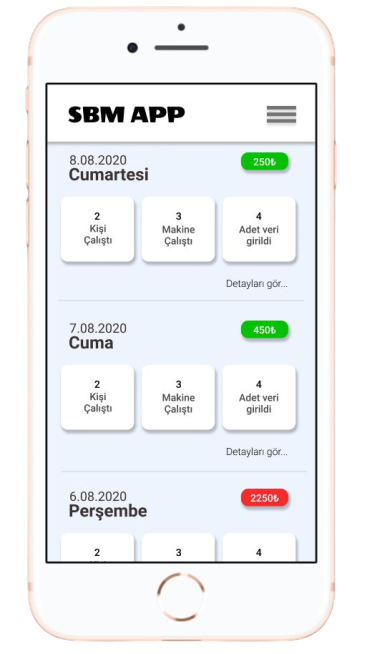 SBM APP
8.08.2020
250₺
Cumartesi
2
Kişi
Çalıştı
3
Makine
Çalıştı
4
Adet veri
girildi
Detayları gör...
7.08.2020
450₺
Cuma
2
Kişi
Çalıştı
3
Makine
Çalıştı
4
Adet veri
girildi
Detayları gör...
6.08.2020
2250₺
Perşembe
2
3
4